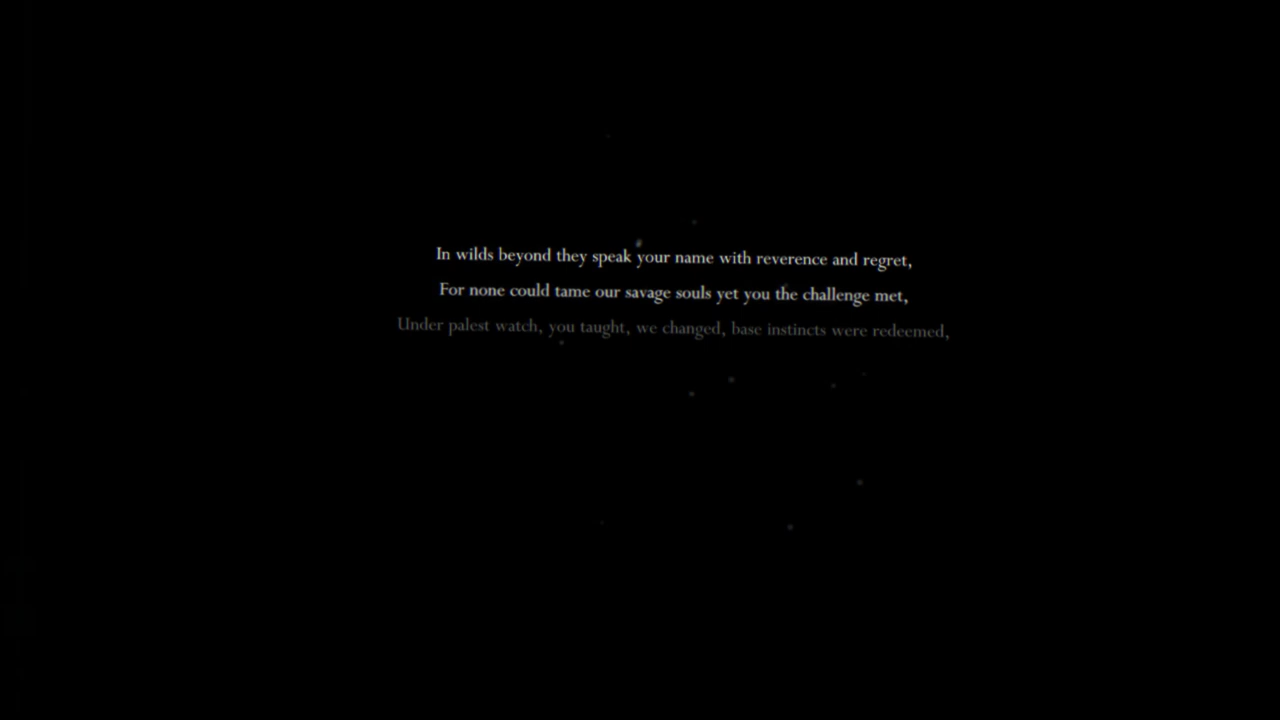 In wilds beyond they speak your name with reverence and regret,
For none could tame our savage souls yet you the challenge met,
Under palest watch, you taught, we changed, base instincts were redeemed,